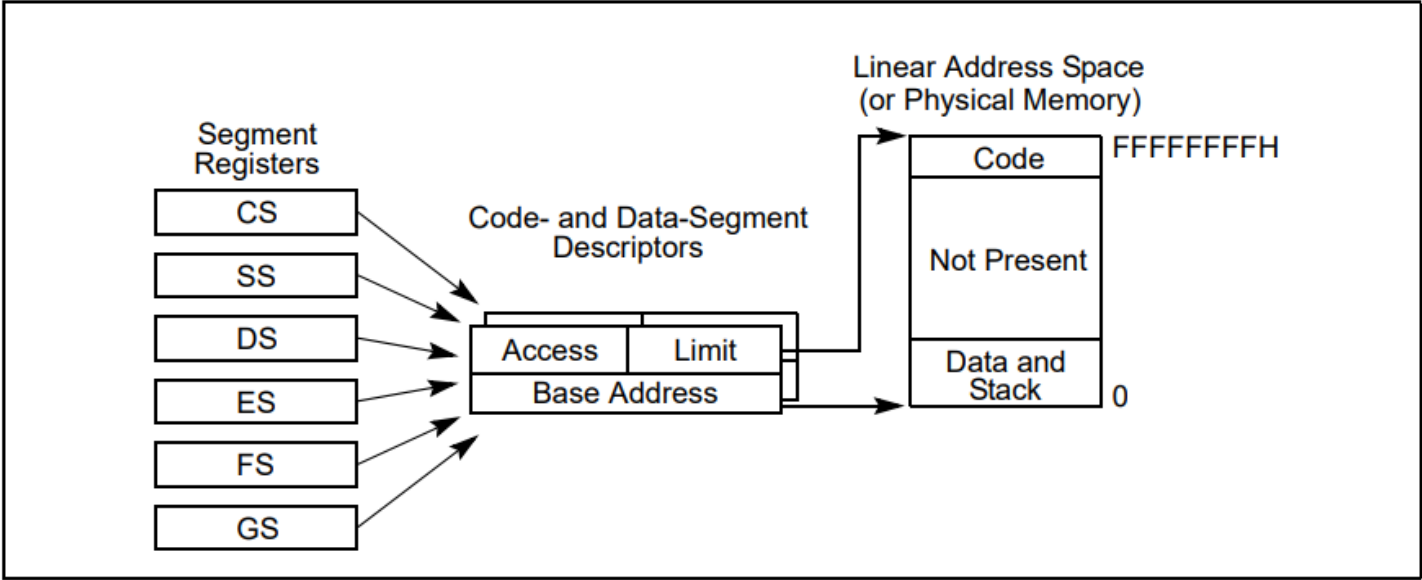 Linear Address Space
(or Physical Memory)
Segment
Registers
FFFFFFFFH
Code
CS
Code- and Data-Segment
Descriptors
Not Present
SS
DS
Access
Limit
Data and
Stack
ES
Base Address
0
FS
GS